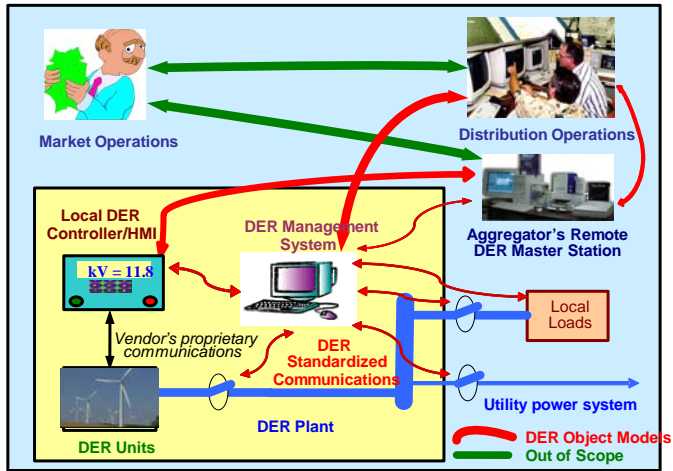 Market Operations
Distribution Operations
Local DER
Controller/HMI
DER Management
System
Aggregator's Remote
DER Master Station
kV = 11.8
Vendor's proprietary
communications
DER
Standardized
Communications
Local
Loads
Utility power system
DER Plant
DER Units
DER Object Models
Out of Scope